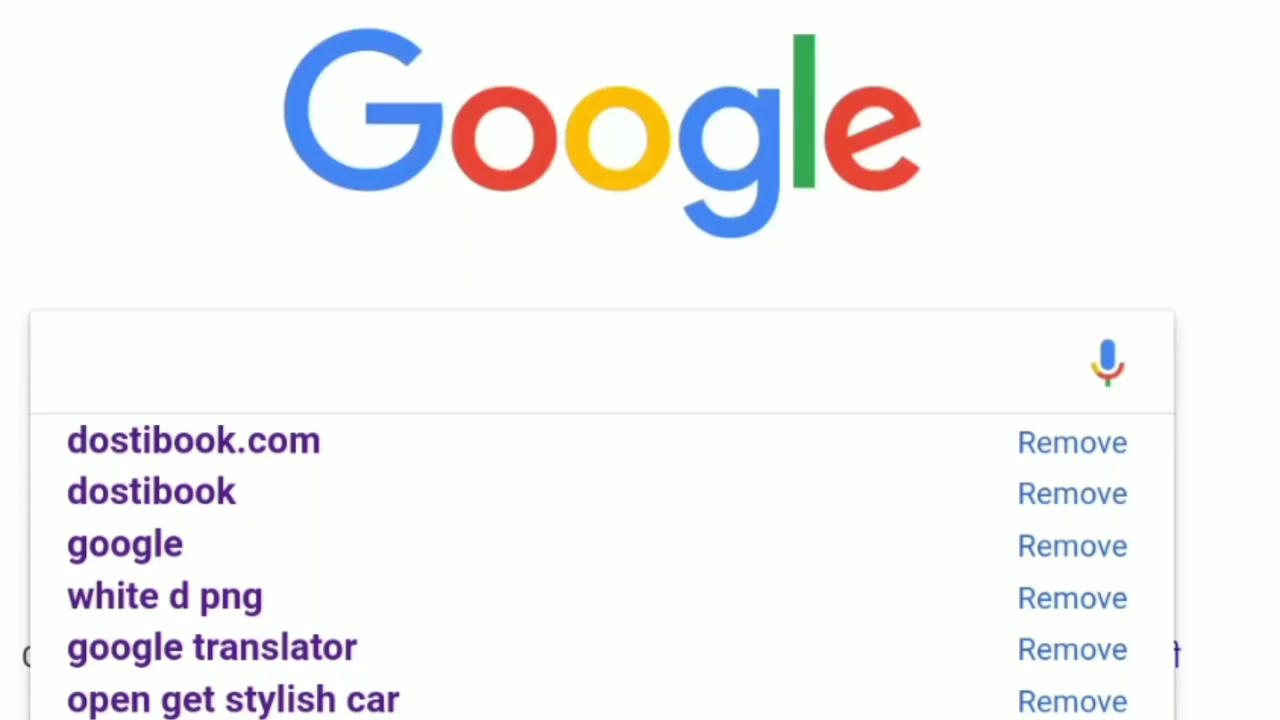 Google
dostibook.com Remove
dostibook Remove
google Remove
white d png Remove
google translator Remove
open get stylish car Remove